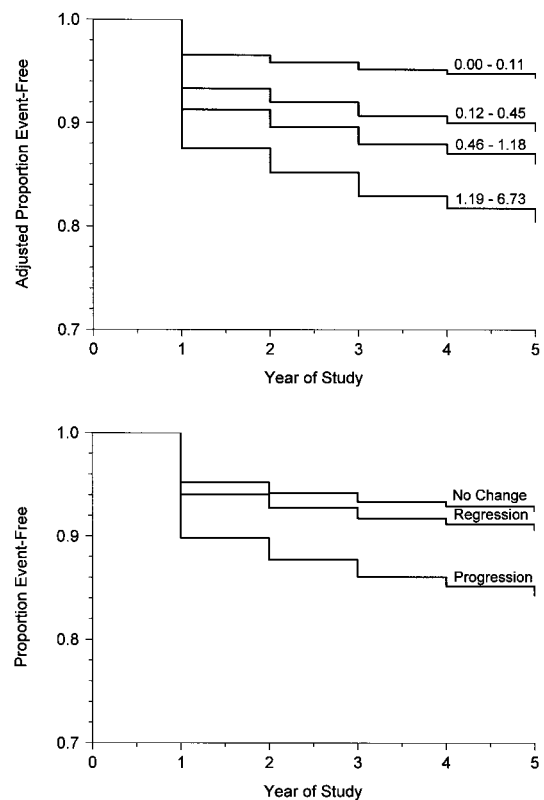 Adjusted Proportion Event-Free
1.0
0.9
0.8
0.7
0.00 - 0.11
0.12 - 0.45
0.46 - 1.18
1.19 - 6.73
0 1 2 3 4 5
Year of Study
Proportion Event-Free
1.0
0.9
0.8
0.7
No Change
Regression
Progression
0 1 2 3 4 5
Year of Study